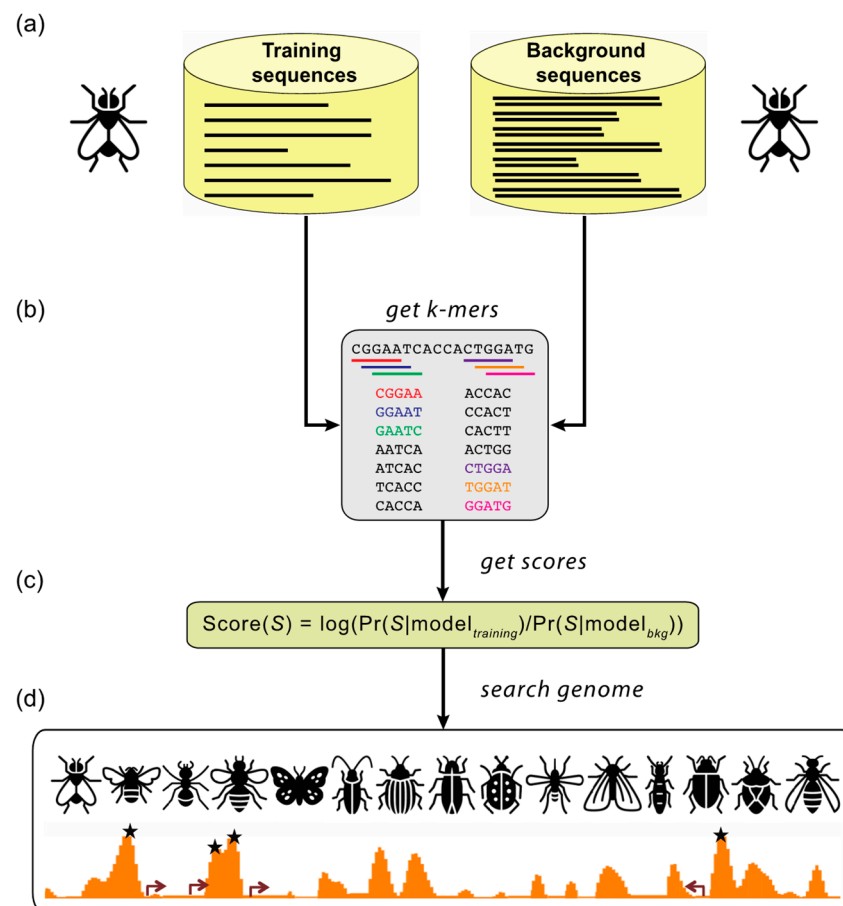 (a)
Training
sequences
Background
sequences
(b)
get k-mers
CGGAATCACCACTGGATG
CGGAA ACCAC
GGAAT CCACT
GAATC CACTT
AATCA ACTGG
ATCAC CTGGA
TCACC TGGAT
CACCA GGATG
get scores
(c)
Score(S) = log(Pr(S|model_training)/Pr(S|model_bkg))
search genome
(d)